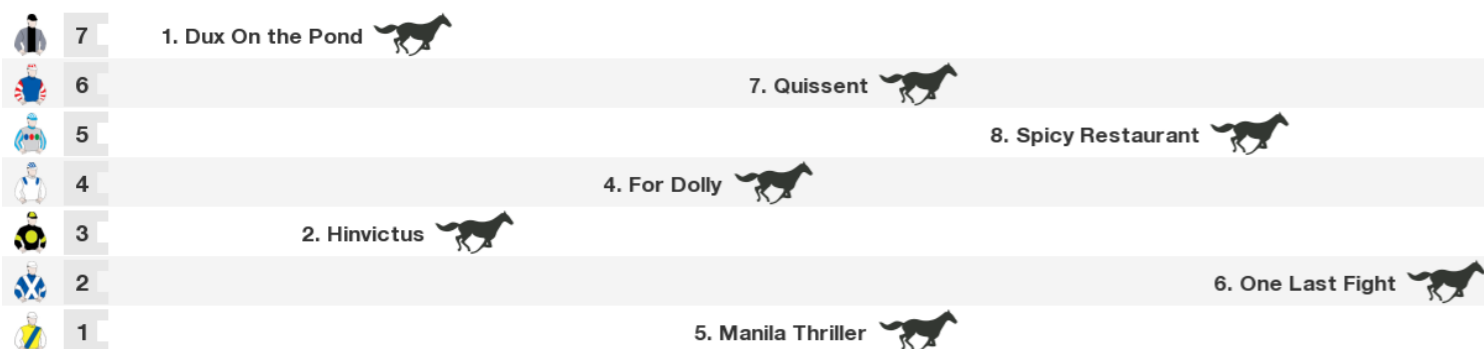 7 1. Dux On the Pond
6 7. Quissent
5 8. Spicy Restaurant
4 4. For Dolly
3 2. Hinvictus
2 6. One Last Fight
1 5. Manila Thriller